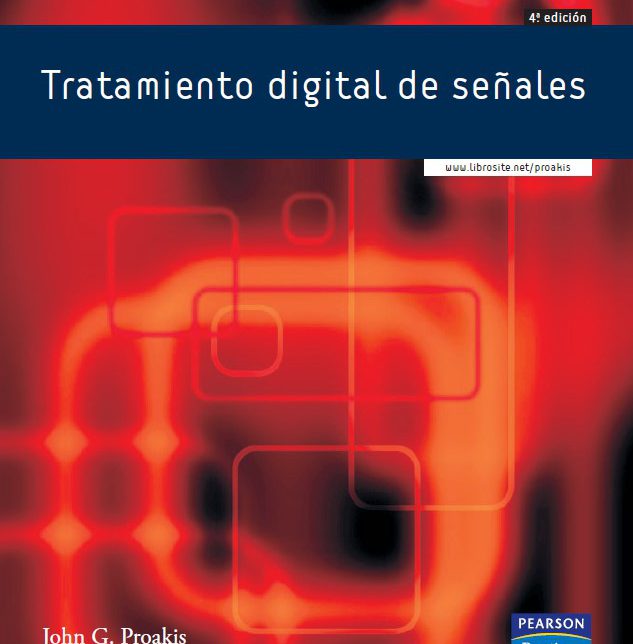 4ª edición
Tratamiento digital de señales
www.librosite.net/proakis
John G. Proakis
PEARSON